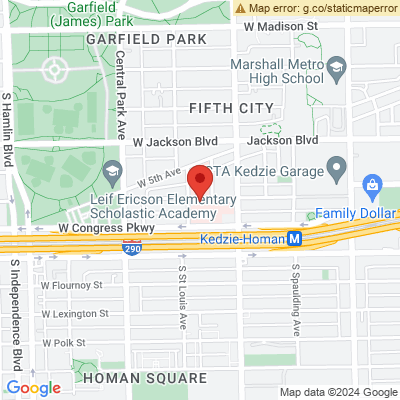 Garfield
(James) Park
W Madison St
Map error: g.co/staticmaperror
GARFIELD PARK
Marshall Metro
High School
S Hamlin Blvd
Central Park Ave
FIFTH CITY
W Jackson Blvd
Jackson Blvd
W 5th Ave
CTA Kedzie Garage
Leif Ericson Elementary
Scholastic Academy
Family Dollar
W Congress Pkwy
Kedzie-Homan M
290
S Independence Blvd
W Flournoy St
S St Louis Ave
S Spaulding Ave
W Lexington St
W Polk St
HOMAN SQUARE
Google
Map data ©2024 Google